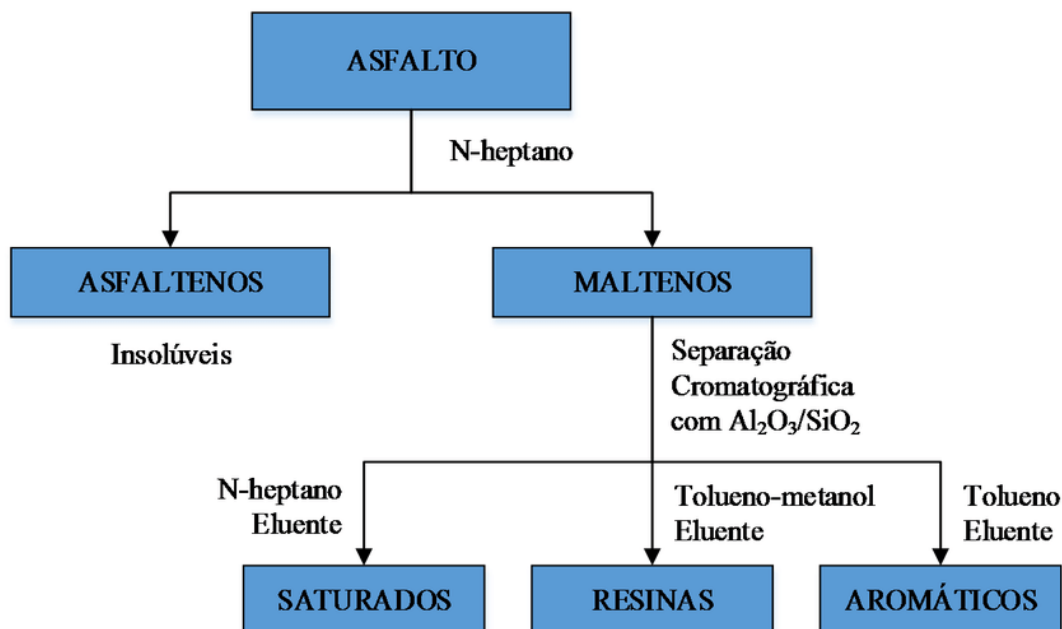 ASFALTO
N-heptano
ASFALTENOS
MALTENOS
Insolúveis
Separação
Cromatográfica
com Al₂O₃/SiO₂
N-heptano
Eluente
Tolueno-metanol
Eluente
Tolueno
Eluente
SATURADOS
RESINAS
AROMÁTICOS